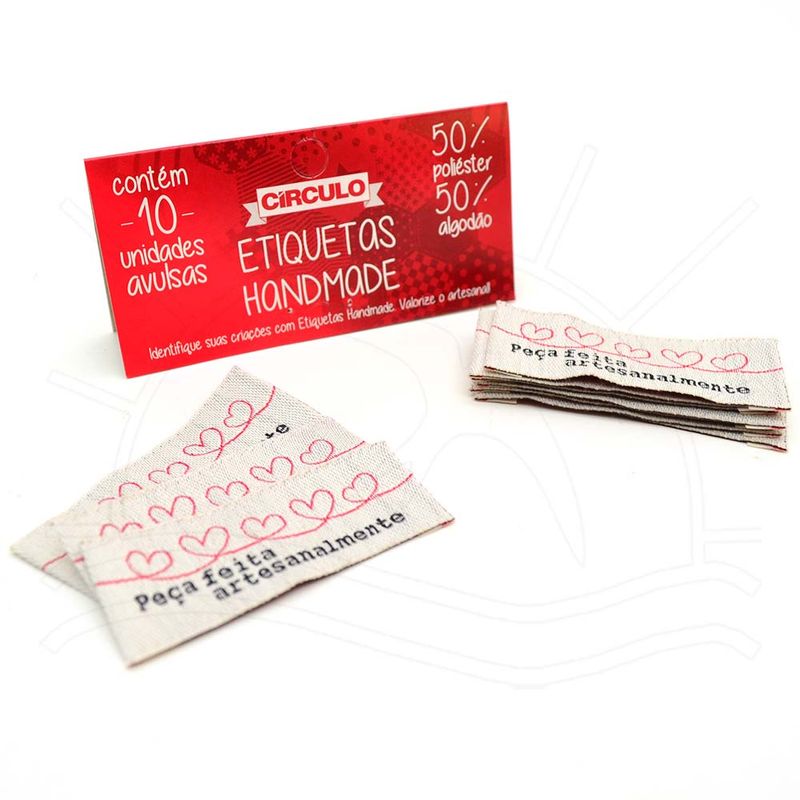 contém
-10-
unidades
avulsas
CÍRCULO
ETIQUETAS
HANDMADE
50%
poliéster
50%
algodão
Identifique suas criações com Etiquetas Handmade. Valorize o artesanal!
Peça feita
artesanalmente
te
Peça feita
artesanalmente